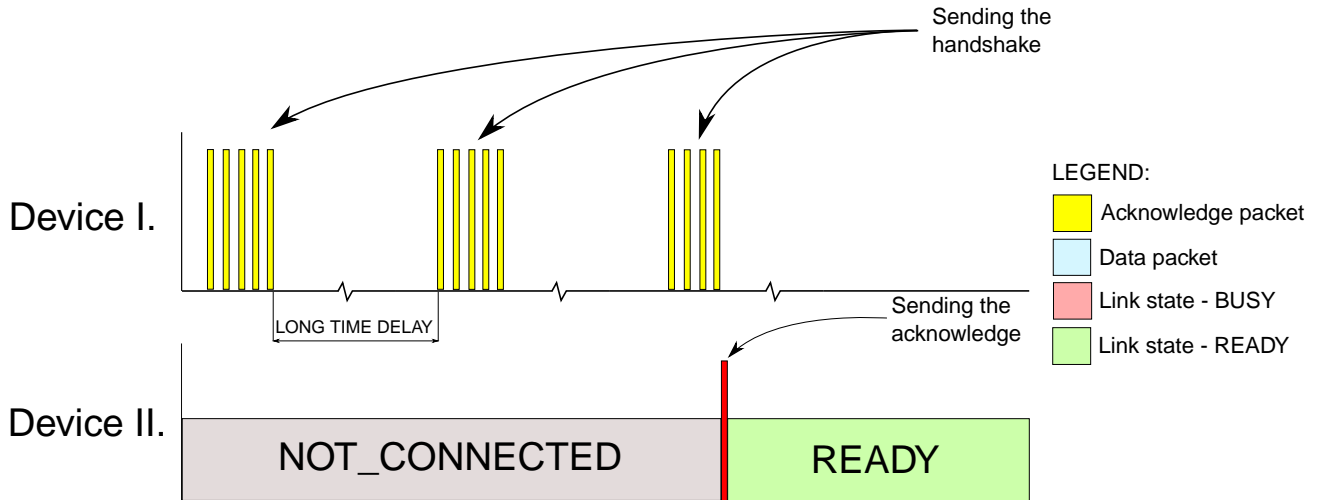 Sending the
handshake
Device I.
LEGEND:
Acknowledge packet
Data packet
Link state - BUSY
Link state - READY
LONG TIME DELAY
Sending the
acknowledge
Device II.
NOT_CONNECTED
READY